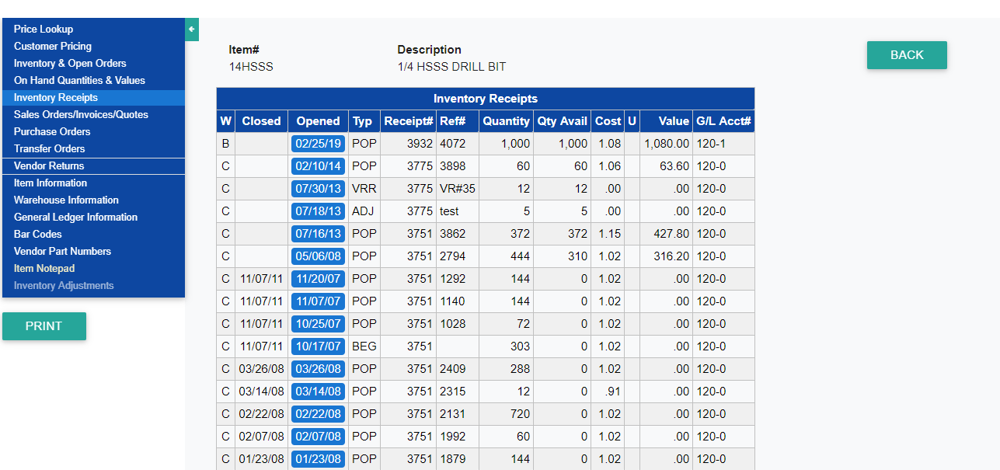 Price Lookup
Customer Pricing
Inventory & Open Orders
On Hand Quantities & Values
Inventory Receipts
Sales Orders/Invoices/Quotes
Purchase Orders
Transfer Orders
Vendor Returns
Item Information
Warehouse Information
General Ledger Information
Bar Codes
Vendor Part Numbers
Item Notepad
Inventory Adjustments
PRINT
Item# Description
14HSSS 1/4 HSSS DRILL BIT
BACK
Inventory Receipts
W Closed Opened Typ Receipt# Ref# Quantity Qty Avail Cost U Value G/L Acct#
B 02/25/19 POP 3932 4072 1,000 1,000 1.08 1,080.00 120-1
C 02/10/14 POP 3775 3898 60 60 1.06 63.60 120-0
C 07/30/13 VRR 3775 VR#35 12 12 .00 .00 120-0
C 07/18/13 ADJ 3775 test 5 5 .00 .00 120-0
C 07/16/13 POP 3751 3862 372 372 1.15 427.80 120-0
C 05/06/08 POP 3751 2794 444 310 1.02 316.20 120-0
C 11/07/11 11/20/07 POP 3751 1292 144 0 1.02 .00 120-0
C 11/07/11 11/07/07 POP 3751 1140 144 0 1.02 .00 120-0
C 11/07/11 10/25/07 POP 3751 1028 72 0 1.02 .00 120-0
C 11/07/11 10/17/07 BEG 3751 303 0 1.02 .00 120-0
C 03/26/08 03/26/08 POP 3751 2409 288 0 1.02 .00 120-0
C 03/14/08 03/14/08 POP 3751 2315 12 0 .91 .00 120-0
C 02/22/08 02/22/08 POP 3751 2131 720 0 1.02 .00 120-0
C 02/07/08 02/07/08 POP 3751 1992 60 0 1.02 .00 120-0
C 01/23/08 01/23/08 POP 3751 1879 144 0 1.02 .00 120-0